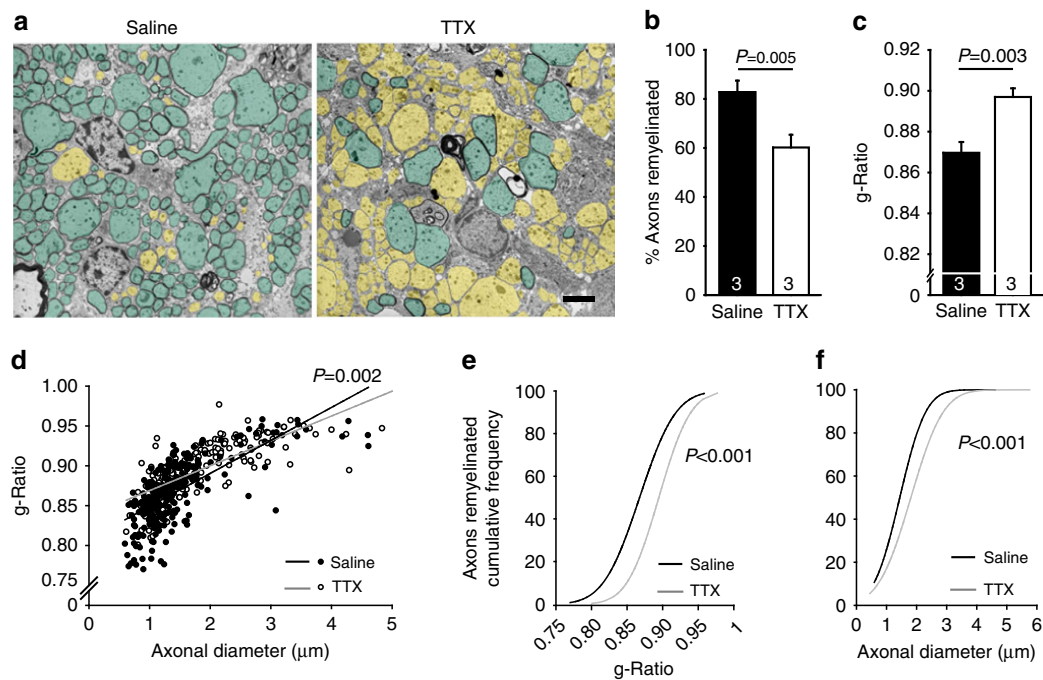 a
Saline
TTX
b
100
80
60
40
20
0
% Axons remyelinated
P=0.005
3
3
Saline TTX
c
0.92
0.90
0.88
0.86
0.84
0.82
0
g-Ratio
P=0.003
3
3
Saline TTX
d
1.00
0.95
0.90
0.85
0.80
0.75
0
g-Ratio
P=0.002
Saline
TTX
0 1 2 3 4 5
Axonal diameter (μm)
e
100
80
60
40
20
0
Axons remyelinated
cumulative frequency
P<0.001
Saline
TTX
0.75 0.80 0.85 0.90 0.95 1
g-Ratio
f
100
80
60
40
20
0
P<0.001
Saline
TTX
0 1 2 3 4 5 6
Axonal diameter (μm)